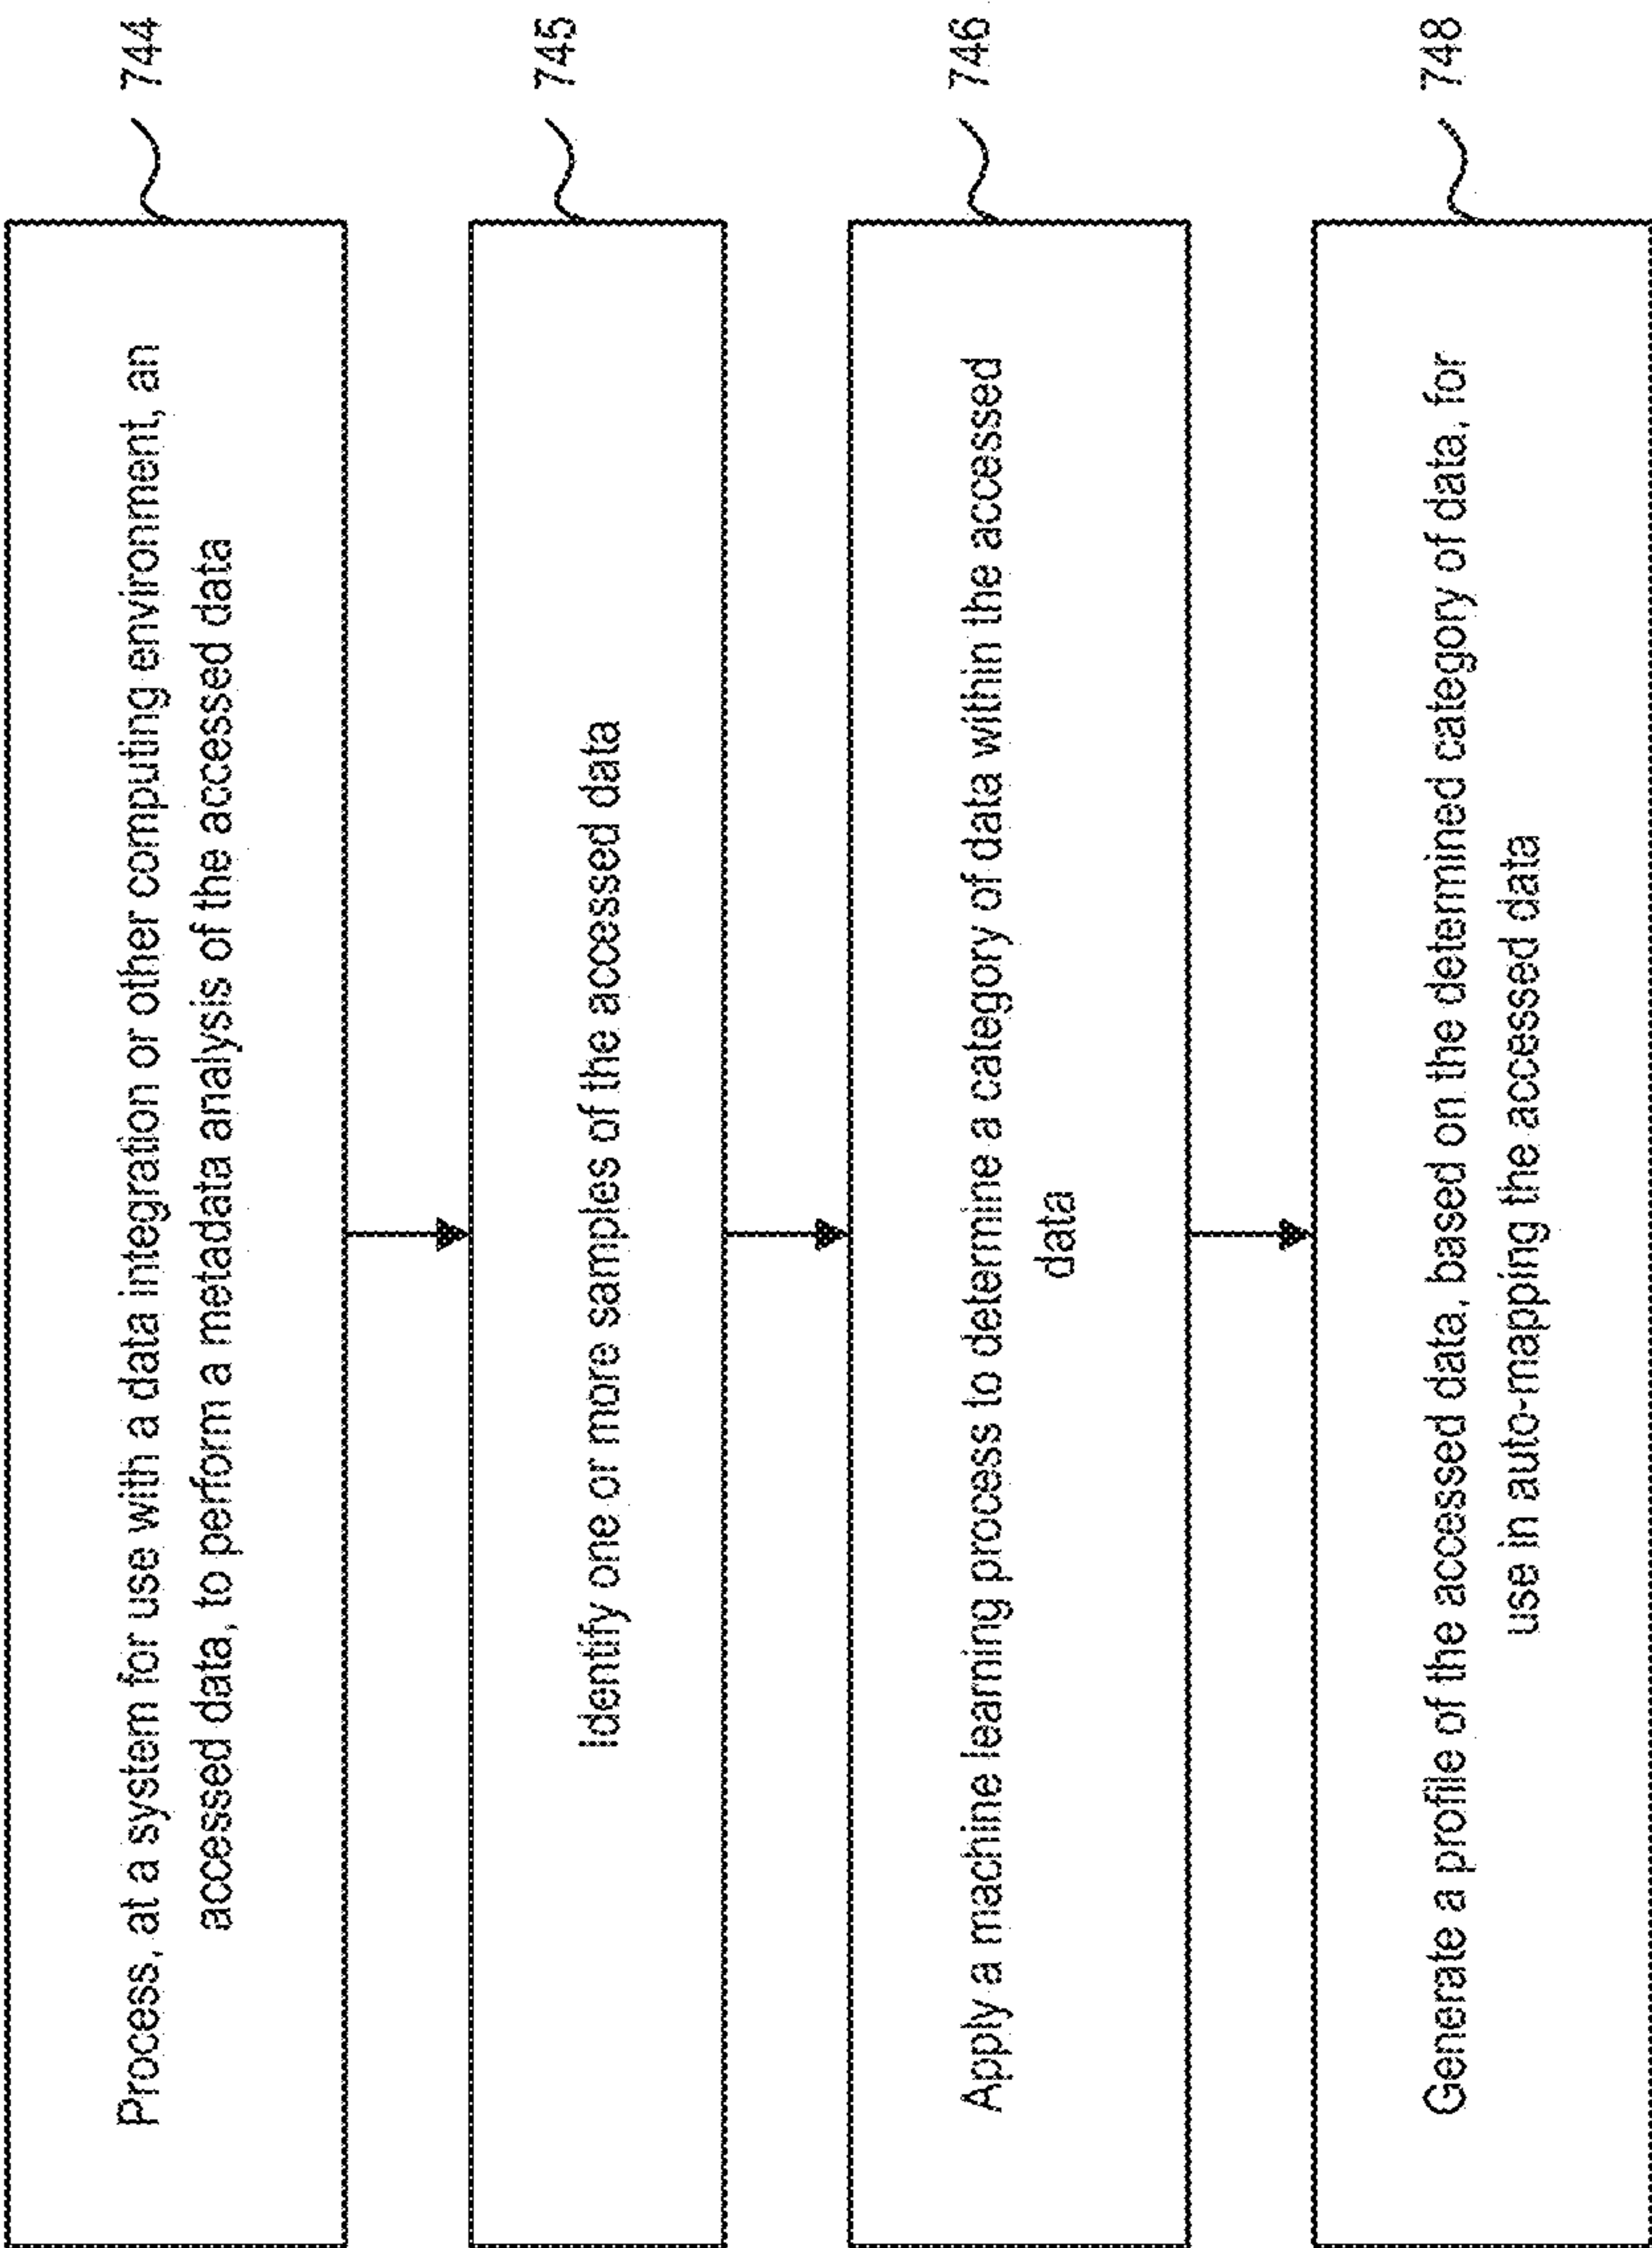 Process, at a system for use with a data integration or other computing environment, an
accessed data, to perform a metadata analysis of the accessed data
744
Identify one or more samples of the accessed data
745
Apply a machine learning process to determine a category of data within the accessed
data
746
Generate a profile of the accessed data, based on the determined category of data, for
use in auto-mapping the accessed data
748